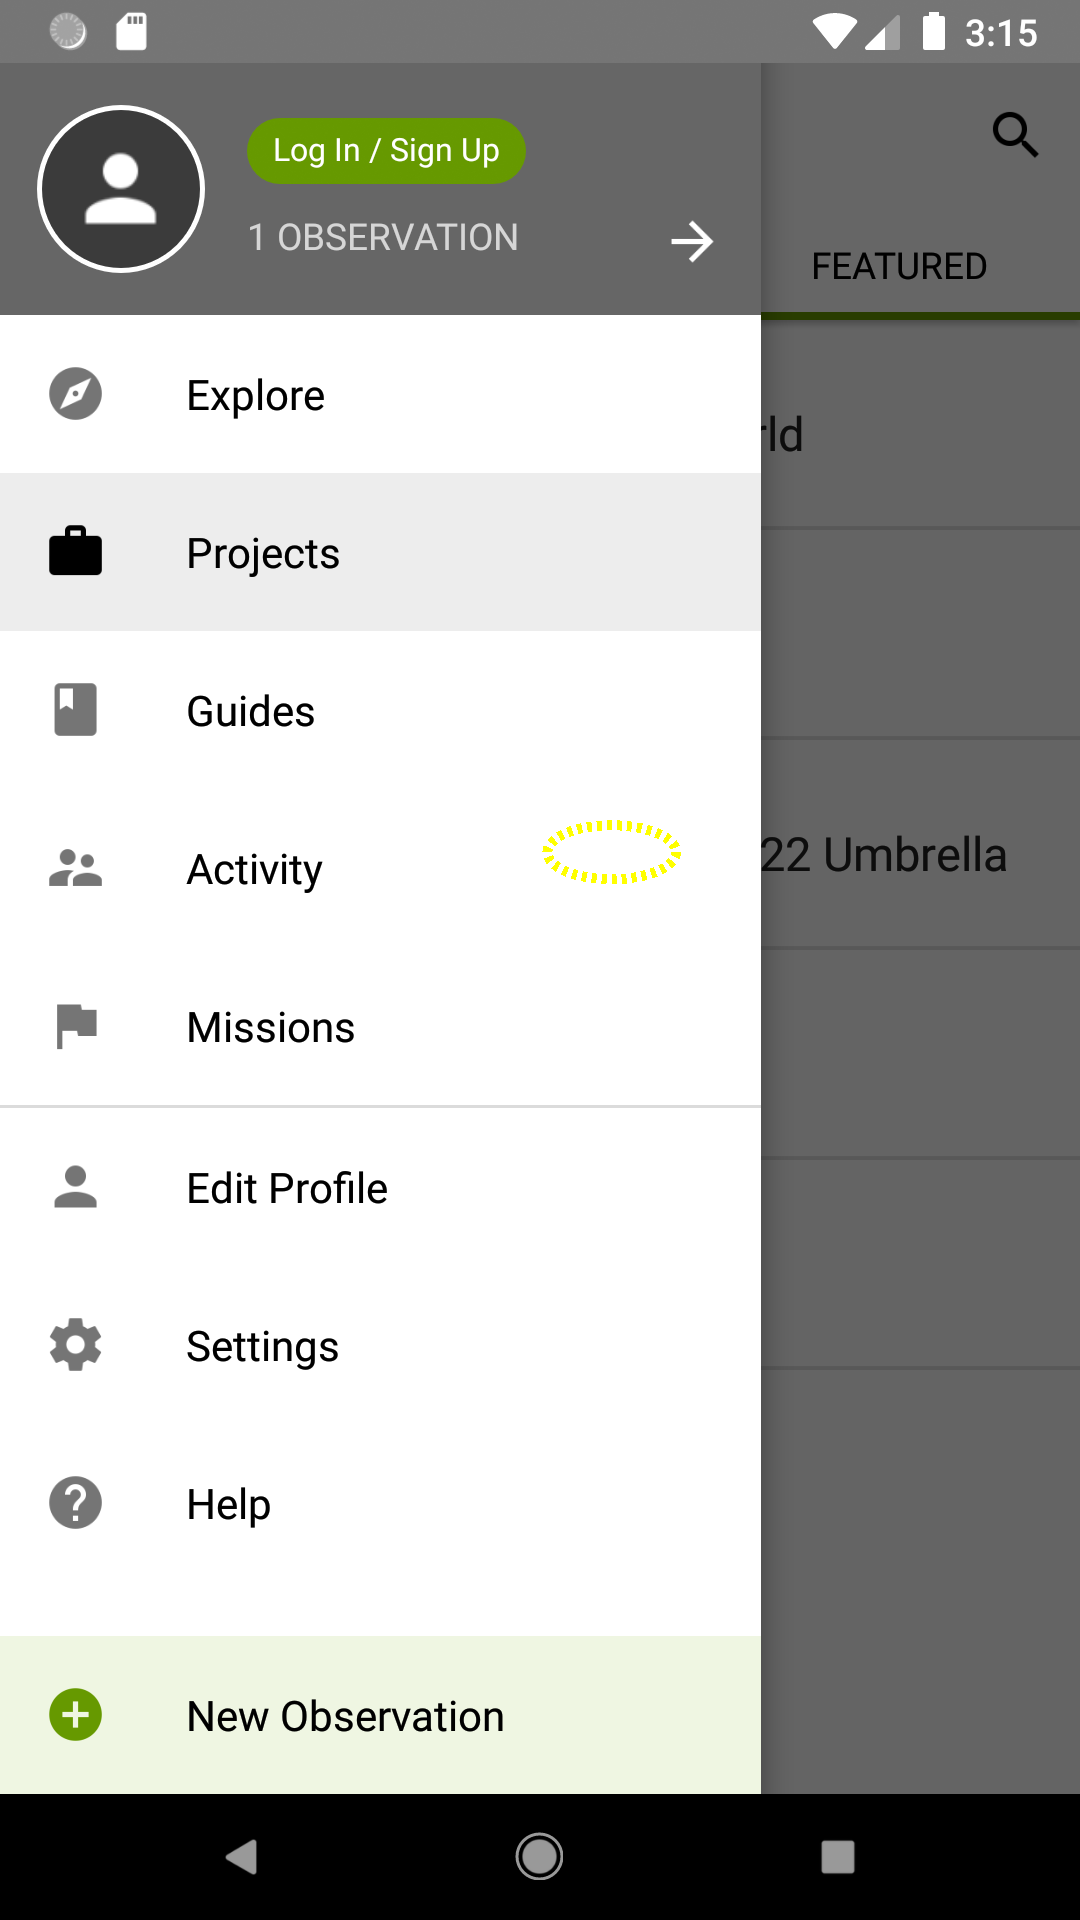 3:15
Log In / Sign Up
1 OBSERVATION
FEATURED
Explore
rld
Projects
Guides
Activity
22 Umbrella
Missions
Edit Profile
Settings
Help
New Observation